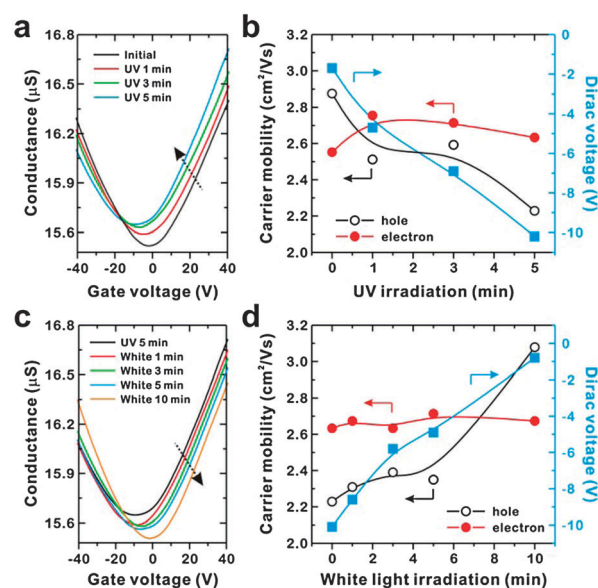 a
16.8
16.5
16.2
15.9
15.6
Conductance (μS)
Initial
UV 1 min
UV 3 min
UV 5 min
-40 -20 0 20 40
Gate voltage (V)
b
3.2
3.0
2.8
2.6
2.4
2.2
2.0
Carrier mobility (cm²/Vs)
hole
electron
0
-2
-4
-6
-8
-10
Dirac voltage (V)
0 1 2 3 4 5
UV irradiation (min)
c
16.8
16.5
16.2
15.9
15.6
Conductance (μS)
UV 5 min
White 1 min
White 3 min
White 5 min
White 10 min
-40 -20 0 20 40
Gate voltage (V)
d
3.2
3.0
2.8
2.6
2.4
2.2
2.0
Carrier mobility (cm²/Vs)
hole
electron
0
-2
-4
-6
-8
-10
Dirac voltage (V)
0 2 4 6 8 10
White light irradiation (min)